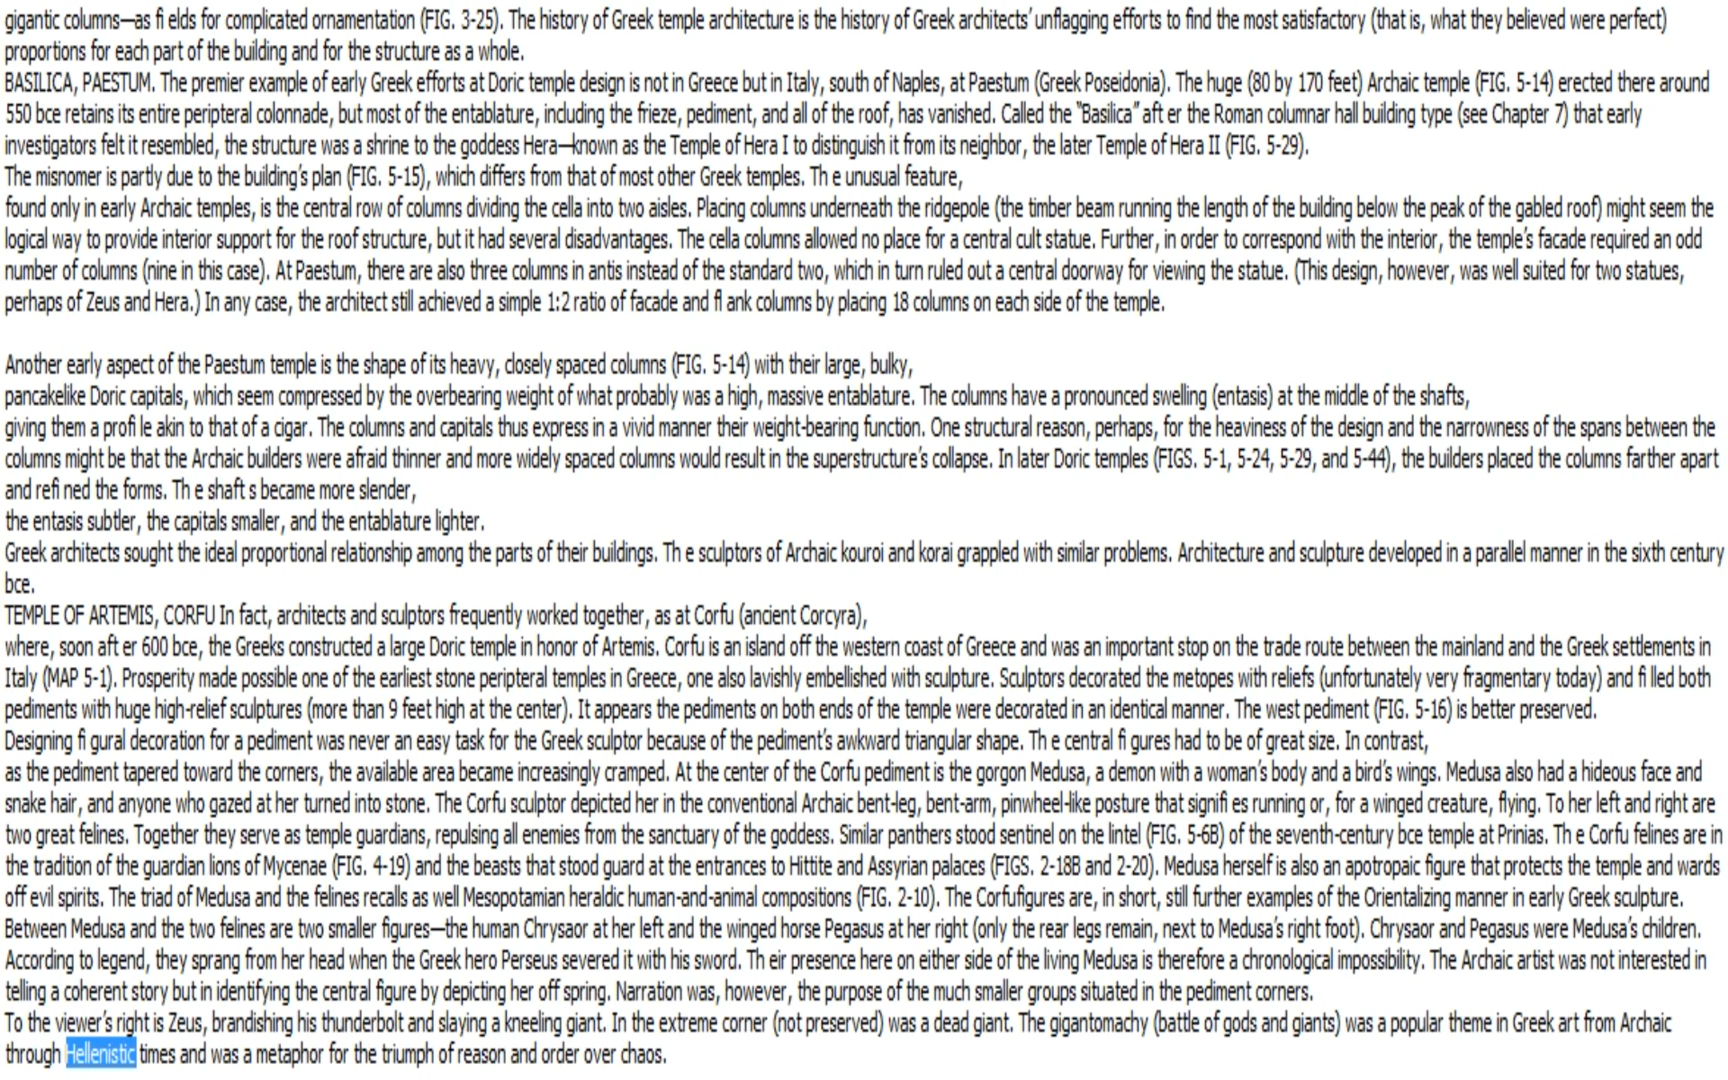 gigantic columns—as fi elds for complicated ornamentation (FIG. 3-25). The history of Greek temple architecture is the history of Greek architects’ unflagging efforts to find the most satisfactory (that is, what they believed were perfect)
proportions for each part of the building and for the structure as a whole.
BASILICA, PAESTUM. The premier example of early Greek efforts at Doric temple design is not in Greece but in Italy, south of Naples, at Paestum (Greek Poseidonia). The huge (80 by 170 feet) Archaic temple (FIG. 5-14) erected there around
550 bce retains its entire peripteral colonnade, but most of the entablature, including the frieze, pediment, and all of the roof, has vanished. Called the “Basilica” aft er the Roman columnar hall building type (see Chapter 7) that early
investigators felt it resembled, the structure was a shrine to the goddess Hera—known as the Temple of Hera I to distinguish it from its neighbor, the later Temple of Hera II (FIG. 5-29).
The misnomer is partly due to the building’s plan (FIG. 5-15), which differs from that of most other Greek temples. Th e unusual feature,
found only in early Archaic temples, is the central row of columns dividing the cella into two aisles. Placing columns underneath the ridgepole (the timber beam running the length of the building below the peak of the gabled roof) might seem the
logical way to provide interior support for the roof structure, but it had several disadvantages. The cella columns allowed no place for a central cult statue. Further, in order to correspond with the interior, the temple’s facade required an odd
number of columns (nine in this case). At Paestum, there are also three columns in antis instead of the standard two, which in turn ruled out a central doorway for viewing the statue. (This design, however, was well suited for two statues,
perhaps of Zeus and Hera.) In any case, the architect still achieved a simple 1:2 ratio of facade and fl ank columns by placing 18 columns on each side of the temple.
Another early aspect of the Paestum temple is the shape of its heavy, closely spaced columns (FIG. 5-14) with their large, bulky,
pancakelike Doric capitals, which seem compressed by the overbearing weight of what probably was a high, massive entablature. The columns have a pronounced swelling (entasis) at the middle of the shafts,
giving them a profi le akin to that of a cigar. The columns and capitals thus express in a vivid manner their weight-bearing function. One structural reason, perhaps, for the heaviness of the design and the narrowness of the spans between the
columns might be that the Archaic builders were afraid thinner and more widely spaced columns would result in the superstructure’s collapse. In later Doric temples (FIGS. 5-1, 5-24, 5-29, and 5-44), the builders placed the columns farther apart
and refi ned the forms. Th e shaft s became more slender,
the entasis subtler, the capitals smaller, and the entablature lighter.
Greek architects sought the ideal proportional relationship among the parts of their buildings. Th e sculptors of Archaic kouroi and korai grappled with similar problems. Architecture and sculpture developed in a parallel manner in the sixth century
bce.
TEMPLE OF ARTEMIS, CORFU In fact, architects and sculptors frequently worked together, as at Corfu (ancient Corcyra),
where, soon aft er 600 bce, the Greeks constructed a large Doric temple in honor of Artemis. Corfu is an island off the western coast of Greece and was an important stop on the trade route between the mainland and the Greek settlements in
Italy (MAP 5-1). Prosperity made possible one of the earliest stone peripteral temples in Greece, one also lavishly embellished with sculpture. Sculptors decorated the metopes with reliefs (unfortunately very fragmentary today) and fi lled both
pediments with huge high-relief sculptures (more than 9 feet high at the center). It appears the pediments on both ends of the temple were decorated in an identical manner. The west pediment (FIG. 5-16) is better preserved.
Designing fi gural decoration for a pediment was never an easy task for the Greek sculptor because of the pediment’s awkward triangular shape. Th e central fi gures had to be of great size. In contrast,
as the pediment tapered toward the corners, the available area became increasingly cramped. At the center of the Corfu pediment is the gorgon Medusa, a demon with a woman’s body and a bird’s wings. Medusa also had a hideous face and
snake hair, and anyone who gazed at her turned into stone. The Corfu sculptor depicted her in the conventional Archaic bent-leg, bent-arm, pinwheel-like posture that signifi es running or, for a winged creature, flying. To her left and right are
two great felines. Together they serve as temple guardians, repulsing all enemies from the sanctuary of the goddess. Similar panthers stood sentinel on the lintel (FIG. 5-6B) of the seventh-century bce temple at Prinias. Th e Corfu felines are in
the tradition of the guardian lions of Mycenae (FIG. 4-19) and the beasts that stood guard at the entrances to Hittite and Assyrian palaces (FIGS. 2-18B and 2-20). Medusa herself is also an apotropaic figure that protects the temple and wards
off evil spirits. The triad of Medusa and the felines recalls as well Mesopotamian heraldic human-and-animal compositions (FIG. 2-10). The Corfufigures are, in short, still further examples of the Orientalizing manner in early Greek sculpture.
Between Medusa and the two felines are two smaller figures—the human Chrysaor at her left and the winged horse Pegasus at her right (only the rear legs remain, next to Medusa’s right foot). Chrysaor and Pegasus were Medusa’s children.
According to legend, they sprang from her head when the Greek hero Perseus severed it with his sword. Th eir presence here on either side of the living Medusa is therefore a chronological impossibility. The Archaic artist was not interested in
telling a coherent story but in identifying the central figure by depicting her off spring. Narration was, however, the purpose of the much smaller groups situated in the pediment corners.
To the viewer’s right is Zeus, brandishing his thunderbolt and slaying a kneeling giant. In the extreme corner (not preserved) was a dead giant. The gigantomachy (battle of gods and giants) was a popular theme in Greek art from Archaic
through Hellenistic times and was a metaphor for the triumph of reason and order over chaos.